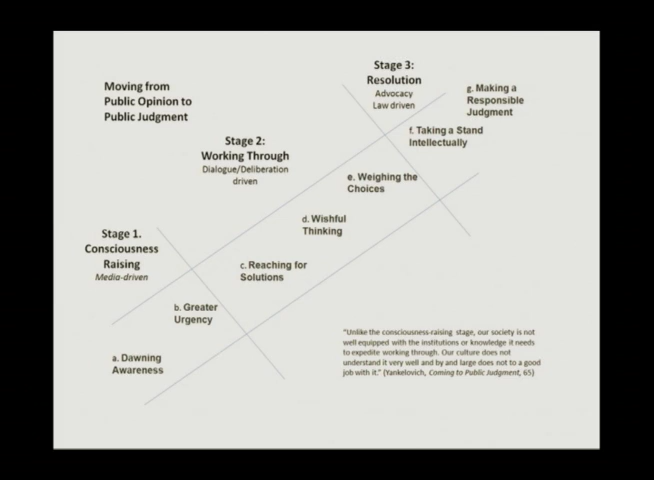 Moving from
Public Opinion to
Public Judgment
Stage 1.
Consciousness
Raising
Media-driven
a. Dawning
Awareness
b. Greater
Urgency
Stage 2:
Working Through
Dialogue/Deliberation
driven
c. Reaching for
Solutions
d. Wishful
Thinking
e. Weighing the
Choices
Stage 3:
Resolution
Advocacy
Law driven
f. Taking a Stand
Intellectually
g. Making a
Responsible
Judgment
"Unlike the consciousness-raising stage, our society is not
well equipped with the institutions or knowledge it needs
to expedite working through. Our culture does not
understand it very well and by and large does not to a good
job with it." (Yankelovich, Coming to Public Judgment, 65)